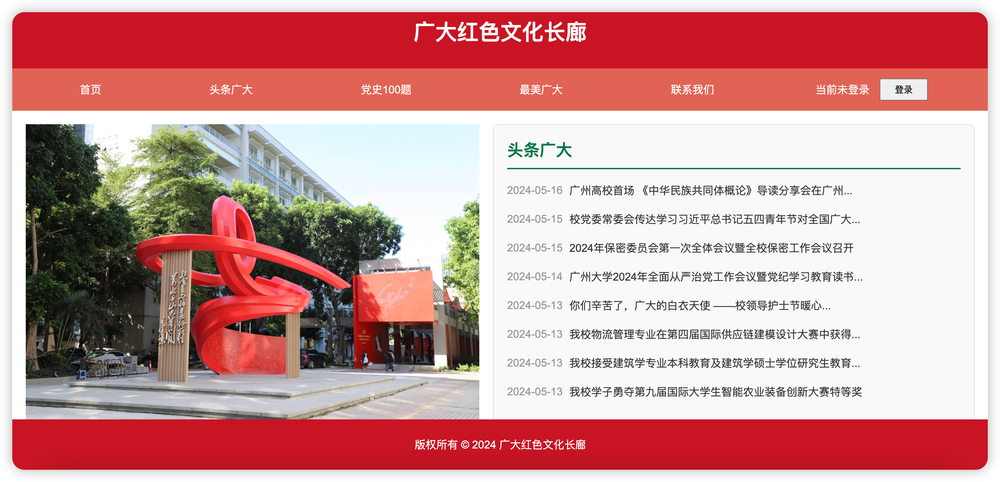 广大红色文化长廊
首页 头条广大 党史100题 最美广大 联系我们 当前未登录 登录
头条广大
2024-05-16 广州高校首场 《中华民族共同体概论》导读分享会在广州...
2024-05-15 校党委常委会传达学习习近平总书记五四青年节对全国广大...
2024-05-15 2024年保密委员会第一次全体会议暨全校保密工作会议召开
2024-05-14 广州大学2024年全面从严治党工作会议暨党纪学习教育读书...
2024-05-13 你们辛苦了，广大的白衣天使 ——校领导护士节暖心...
2024-05-13 我校物流管理专业在第四届国际供应链建模设计大赛中获得...
2024-05-13 我校接受建筑学专业本科教育及建筑学硕士学位研究生教育...
2024-05-13 我校学子勇夺第九届国际大学生智能农业装备创新大赛特等奖
版权所有 © 2024 广大红色文化长廊